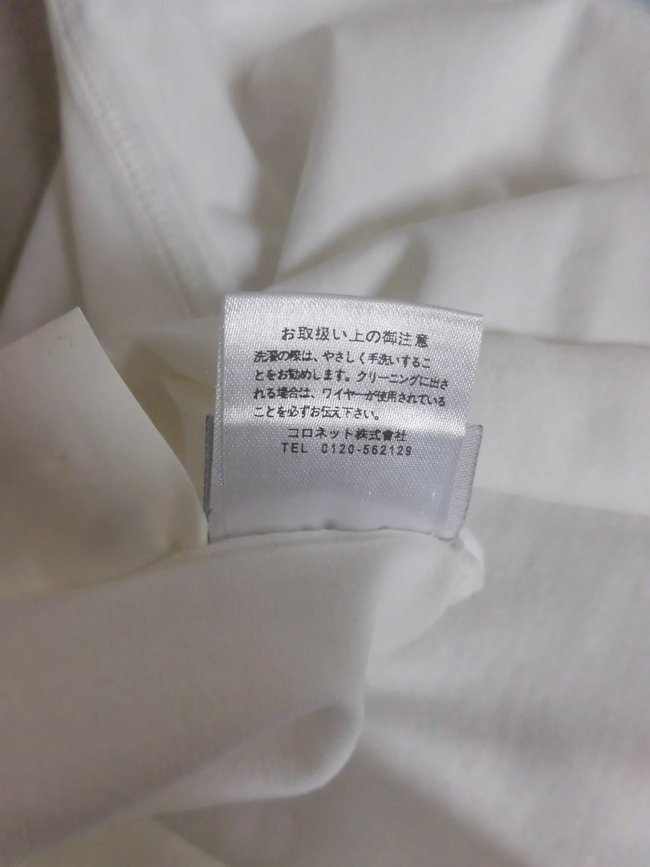 お取扱い上の御注意
洗濯の際は、やさしく手洗いするこ
とをお勧めします。クリーニングに出さ
れる場合は、ワイヤーが使用されている
ことを必ずお伝え下さい。
コロネット株式會社
TEL 0120-562129